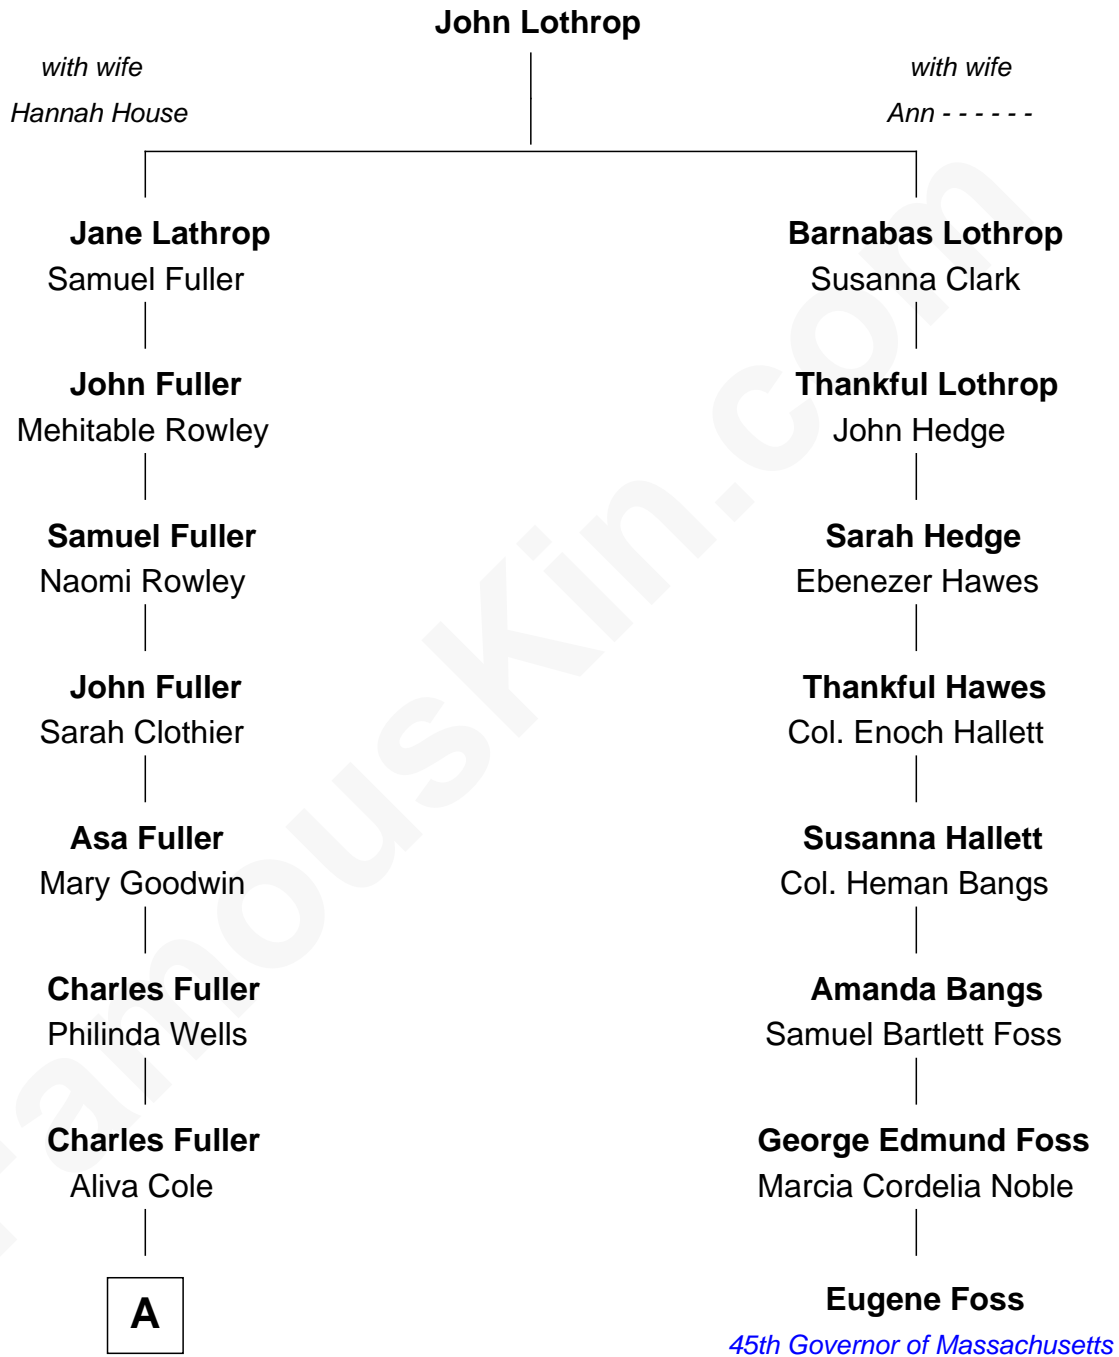 John Lothrop
with wife
Hannah House
with wife
Ann - - - - - -
Jane Lathrop
Samuel Fuller
John Fuller
Mehitable Rowley
Samuel Fuller
Naomi Rowley
John Fuller
Sarah Clothier
Asa Fuller
Mary Goodwin
Charles Fuller
Philinda Wells
Charles Fuller
Aliva Cole
A
Barnabas Lothrop
Susanna Clark
Thankful Lothrop
John Hedge
Sarah Hedge
Ebenezer Hawes
Thankful Hawes
Col. Enoch Hallett
Susanna Hallett
Col. Heman Bangs
Amanda Bangs
Samuel Bartlett Foss
George Edmund Foss
Marcia Cordelia Noble
Eugene Foss
45th Governor of Massachusetts
FamousKin.com